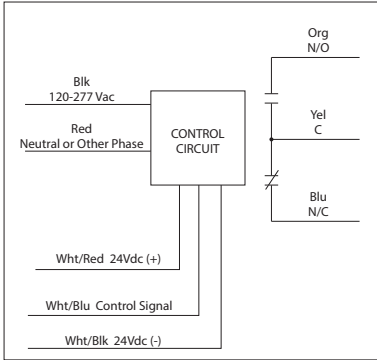 Org
N/O
Blk
120-277 Vac
Yel
C
Red
Neutral or Other Phase
CONTROL
CIRCUIT
Blu
N/C
Wht/Red 24Vdc (+)
Wht/Blu Control Signal
Wht/Blk 24Vdc (-)